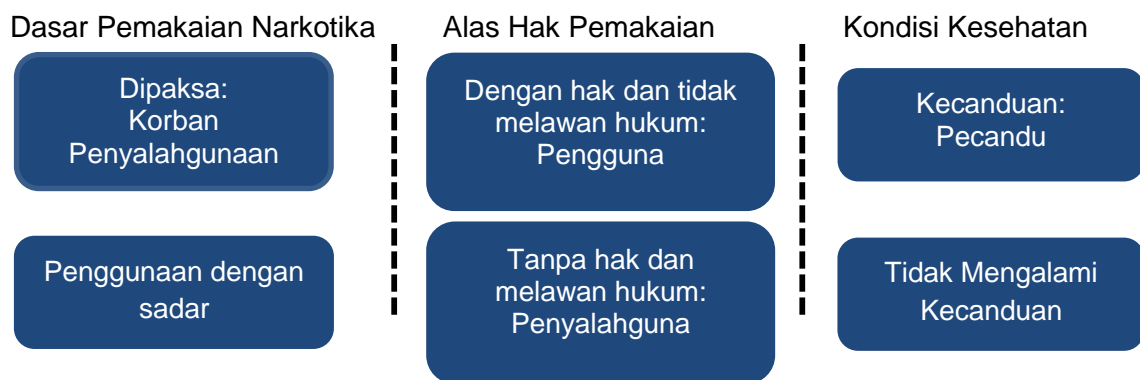 Dasar Pemakaian Narkotika
Alas Hak Pemakaian
Kondisi Kesehatan
Dipaksa:
Korban
Penyalahgunaan
Dengan hak dan tidak
melawan hukum:
Pengguna
Kecanduan:
Pecandu
Penggunaan dengan
sadar
Tanpa hak dan
melawan hukum:
Penyalahguna
Tidak Mengalami
Kecanduan